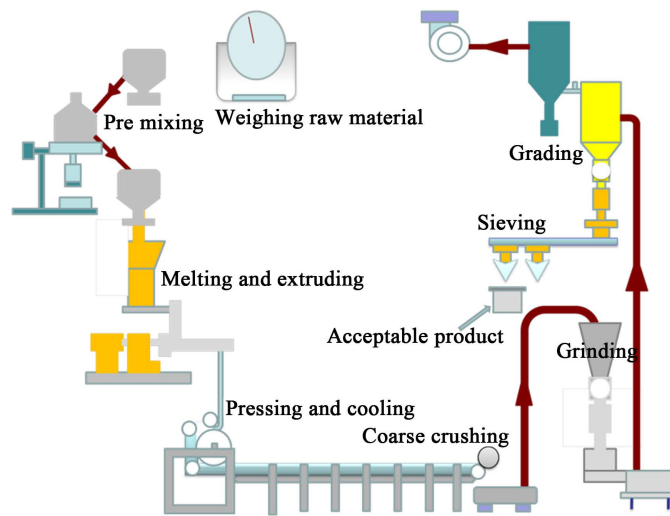 Pre mixing
Weighing raw material
Grading
Sieving
Melting and extruding
Acceptable product
Grinding
Pressing and cooling
Coarse crushing